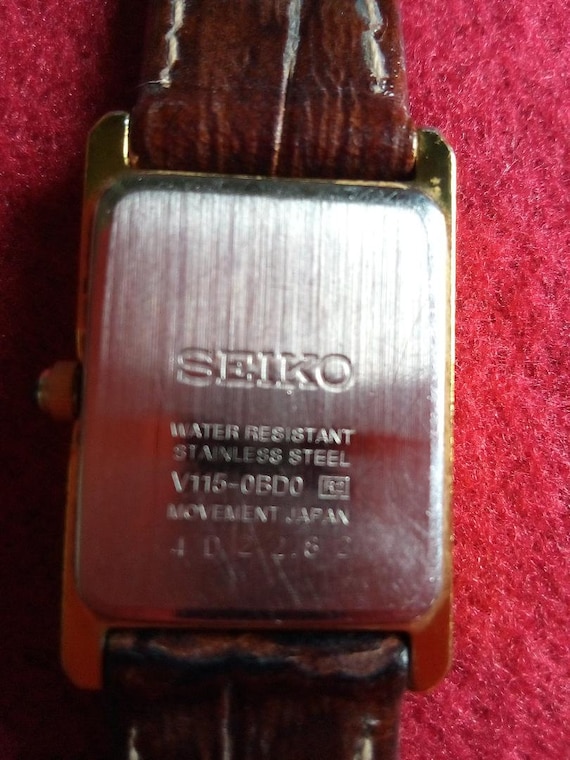 SEIKO
WATER RESISTANT
STAINLESS STEEL
V115-0BD0
MOVEMENT JAPAN